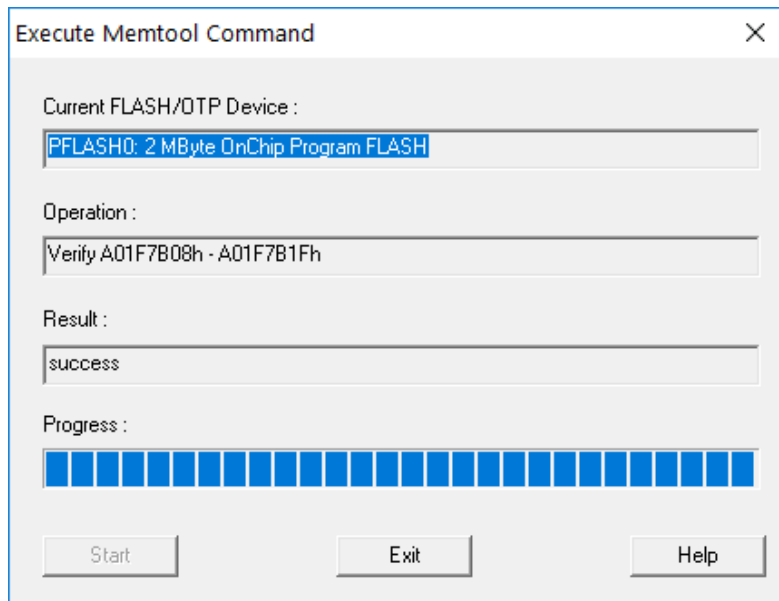 Execute Memtool Command
Current FLASH/OTP Device :
PFLASH0: 2 MByte OnChip Program FLASH
Operation :
Verify A01F7B08h - A01F7B1Fh
Result :
success
Progress :
Start Exit Help